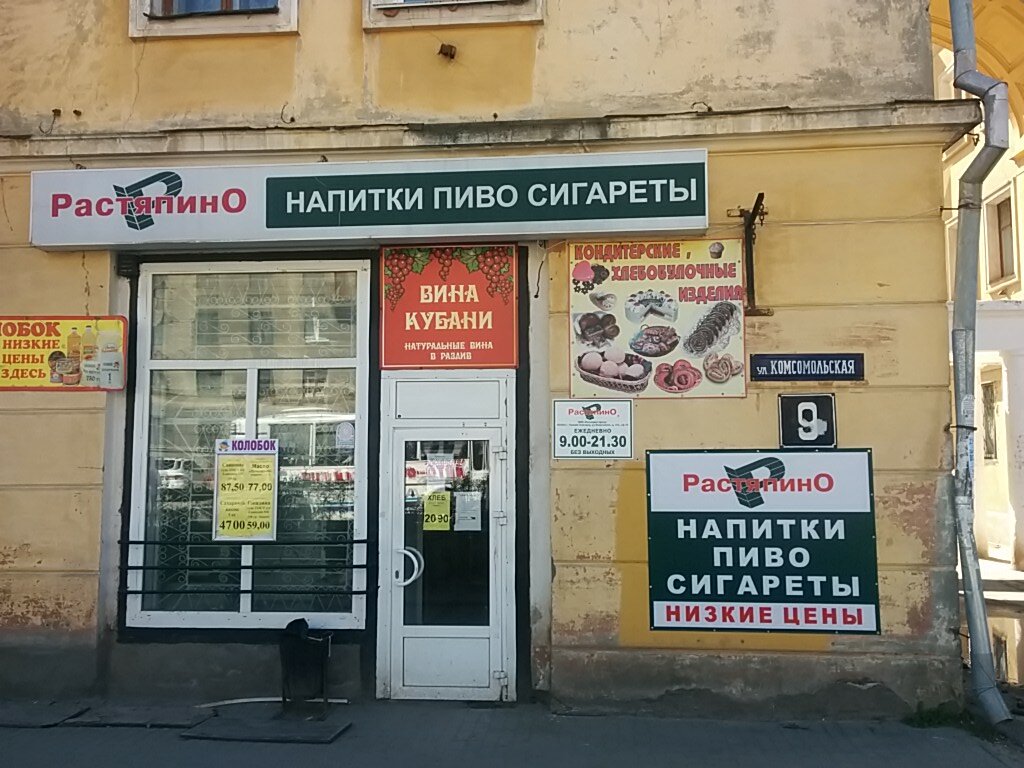 РастяпинО
НАПИТКИ ПИВО СИГАРЕТЫ
ВИНА
КУБАНИ
НАТУРАЛЬНЫЕ ВИНА
В РАЗЛИВ
КОНДИТЕРСКИЕ,
ХЛЕБОБУЛОЧНЫЕ
ИЗДЕЛИЯ
НИЗКИЕ
ЦЕНЫ
ЗДЕСЬ
ул. КОМСОМОЛЬСКАЯ
9
РастяпинО
ЕЖЕДНЕВНО
9.00-21.30
БЕЗ ВЫХОДНЫХ
КОЛОБОК
87,50 77,00
47,00 59,00
ХЛЕБ
20-90
РастяпинО
НАПИТКИ
ПИВО
СИГАРЕТЫ
НИЗКИЕ ЦЕНЫ